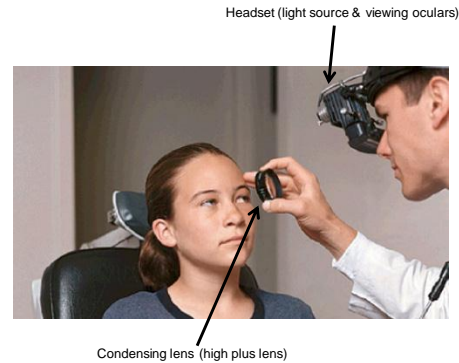 Headset (light source & viewing oculars)
Condensing lens (high plus lens)